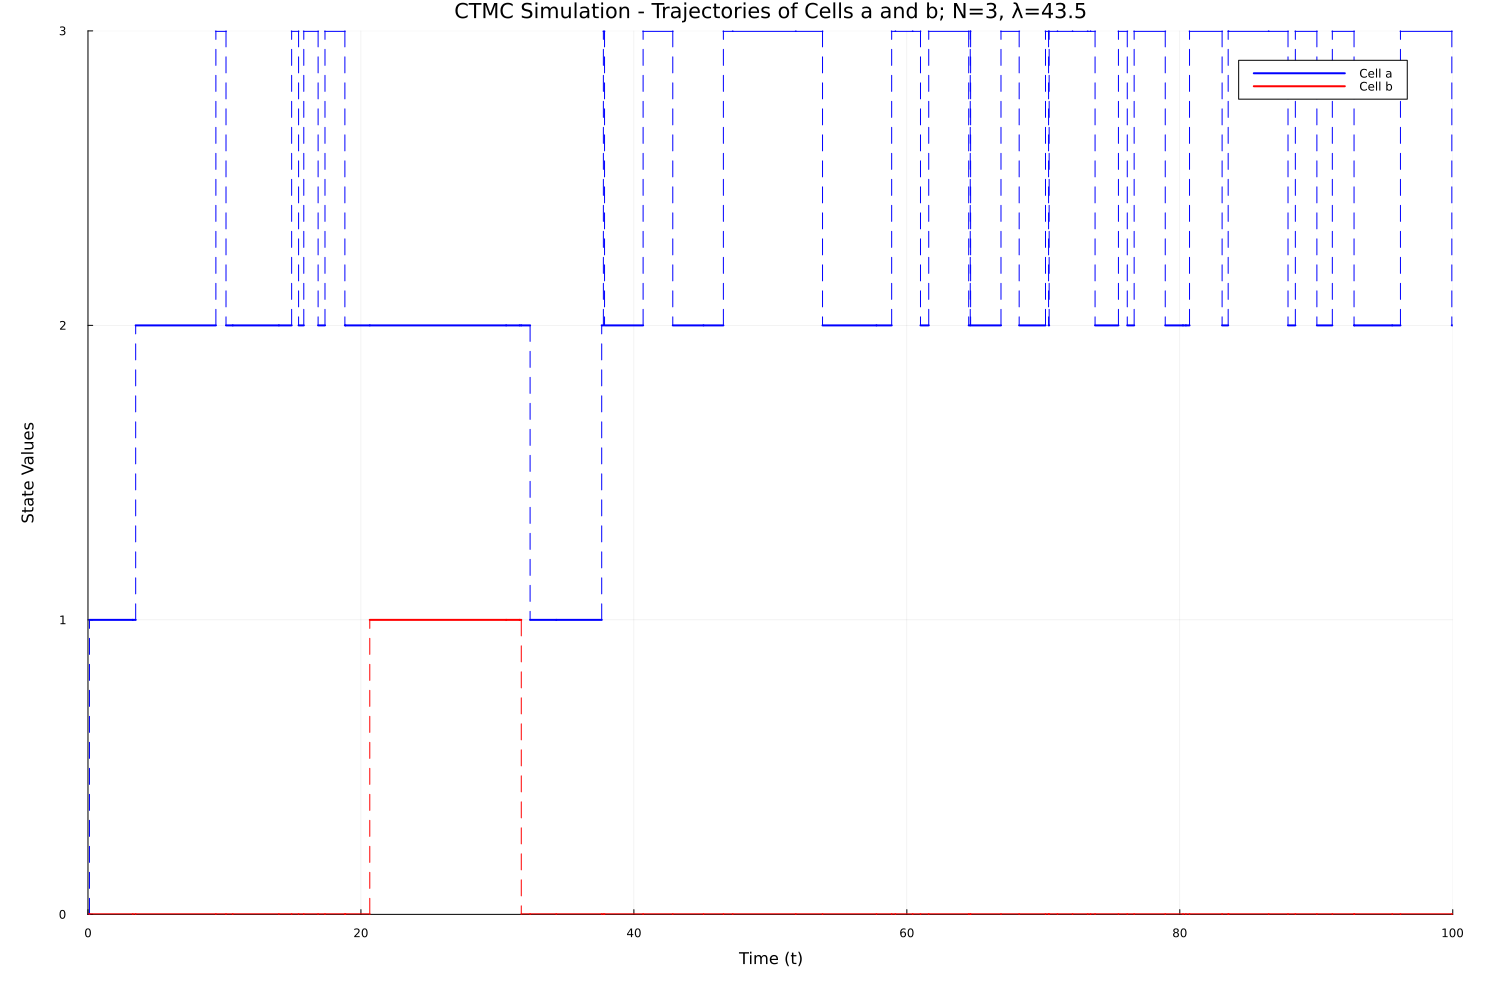 CTMC Simulation - Trajectories of Cells a and b; N=3, λ=43.5
3
Cell a
Cell b
2
State Values
1
0
0 20 40 60 80 100
Time (t)